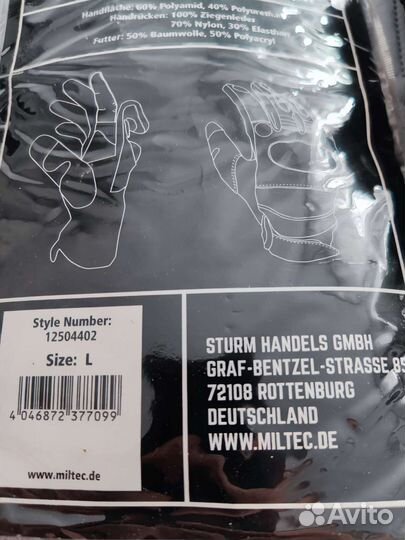 Handfläche: 60% Polyamid, 40% Polyurethan
Handrücken: 100% Ziegenleder
70% Nylon, 30% Elasthan
Futter: 50% Baumwolle, 50% Polyacryl
Style Number:
12504402
Size: L
4 046872 377099
www.miltec.de
STURM HANDELS GMBH
GRAF-BENTZEL-STRASSE 85
72108 ROTTENBURG
DEUTSCHLAND
WWW.MILTEC.DE
Avito